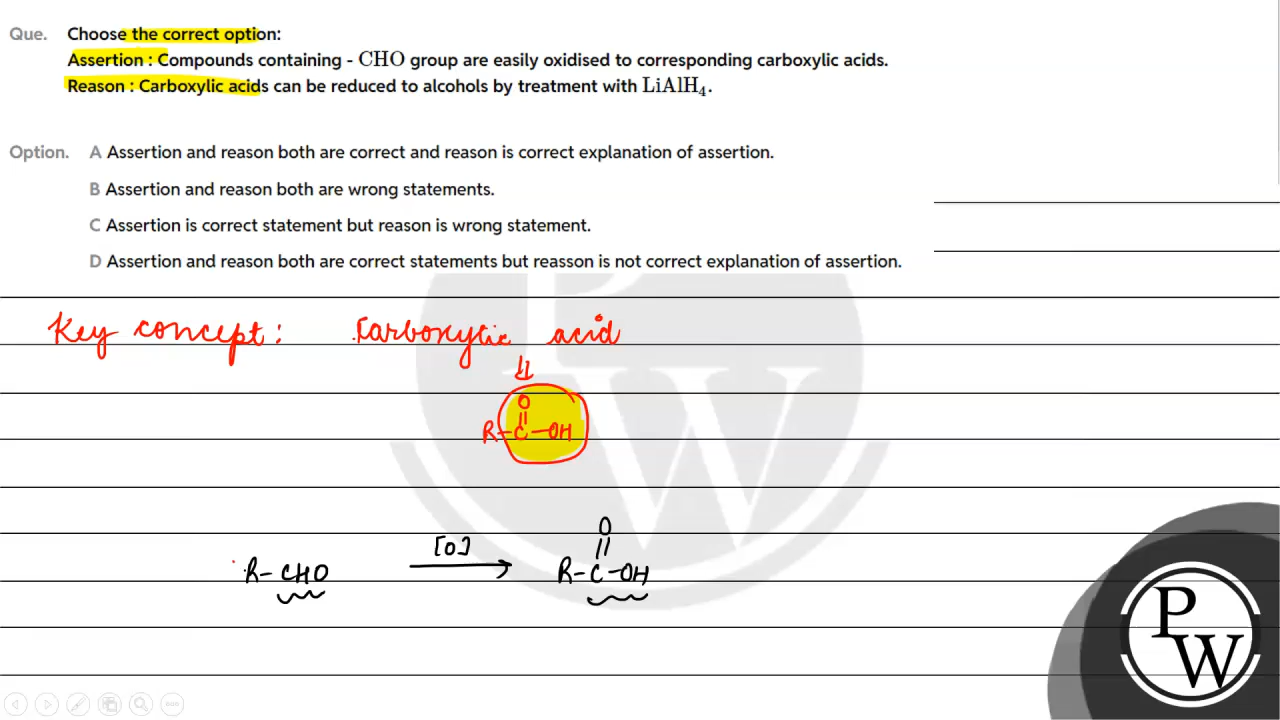 Que. Choose the correct option:
Assertion : Compounds containing - CHO group are easily oxidised to corresponding carboxylic acids.
Reason : Carboxylic acids can be reduced to alcohols by treatment with LiAlH₄.
Option. A Assertion and reason both are correct and reason is correct explanation of assertion.
B Assertion and reason both are wrong statements.
C Assertion is correct statement but reason is wrong statement.
D Assertion and reason both are correct statements but reasson is not correct explanation of assertion.
Key concept: Carboxylic acid
⇓
O
||
R-C-OH
O
||
R-CHO [O] → R-C-OH
P
W